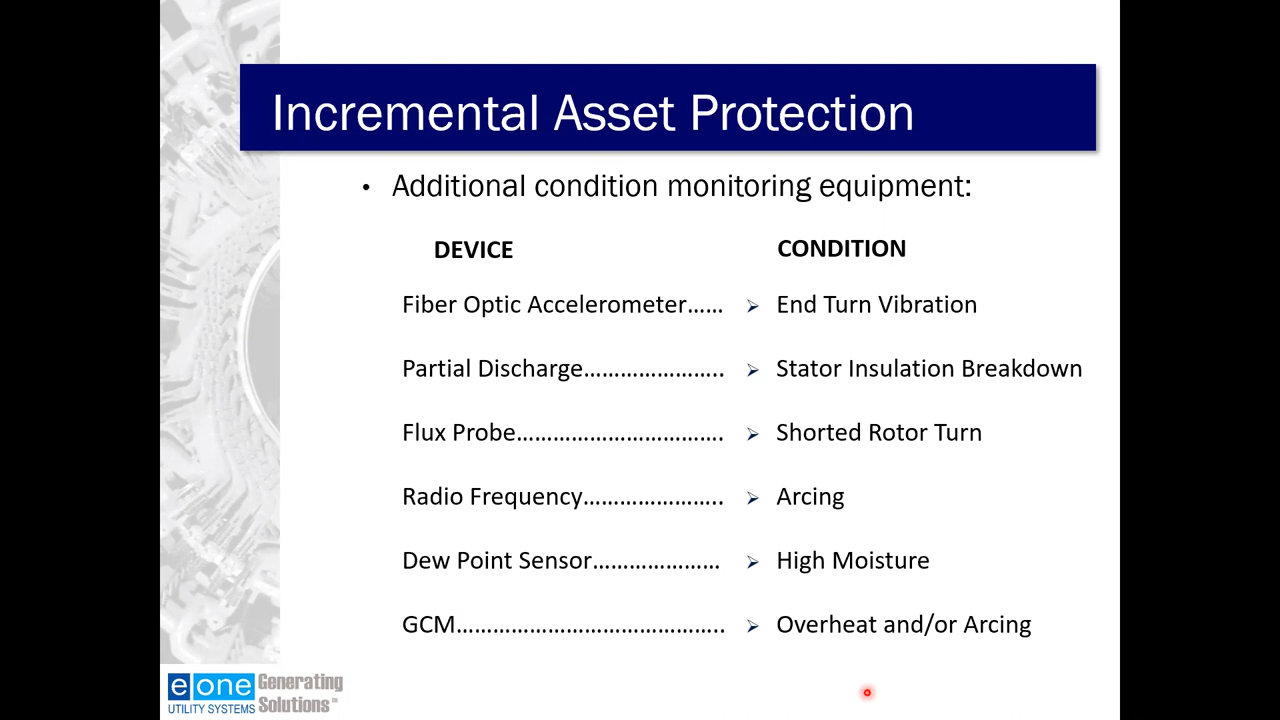 Incremental Asset Protection
• Additional condition monitoring equipment:
DEVICE CONDITION
Fiber Optic Accelerometer...... ➢ End Turn Vibration
Partial Discharge....................... ➢ Stator Insulation Breakdown
Flux Probe.................................. ➢ Shorted Rotor Turn
Radio Frequency....................... ➢ Arcing
Dew Point Sensor..................... ➢ High Moisture
GCM............................................ ➢ Overheat and/or Arcing
e one Generating
UTILITY SYSTEMS Solutions™